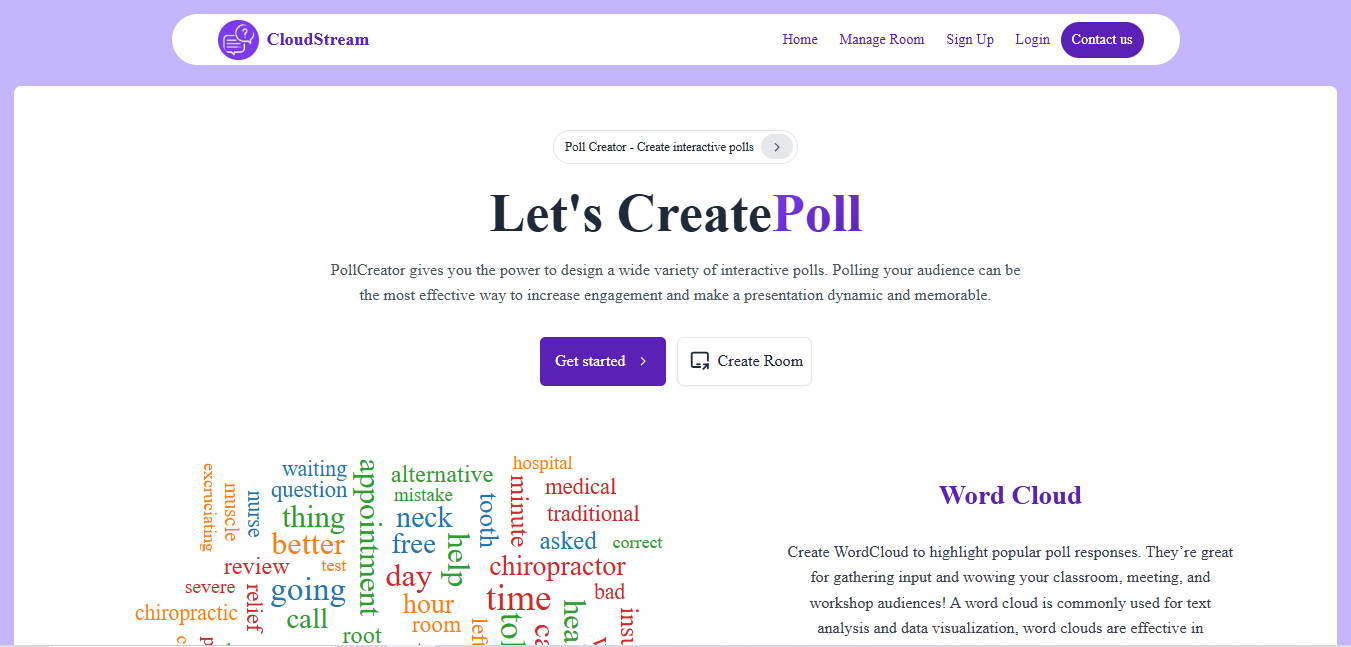 CloudStream
Home
Manage Room
Sign Up
Login
Contact us
Poll Creator - Create interactive polls
Let's CreatePoll
PollCreator gives you the power to design a wide variety of interactive polls. Polling your audience can be
the most effective way to increase engagement and make a presentation dynamic and memorable.
Get started
Create Room
excruciating
muscle
nurse
waiting
question
thing
better
appointment
alternative
mistake
neck
free
help
tooth
minute
hospital
medical
traditional
asked
correct
review
test
day
chiropractor
severe
going
relief
hour
time
bad
chiropractic
call
room
root
left
Word Cloud
Create WordCloud to highlight popular poll responses. They’re great
for gathering input and wowing your classroom, meeting, and
workshop audiences! A word cloud is commonly used for text
analysis and data visualization, word clouds are effective in